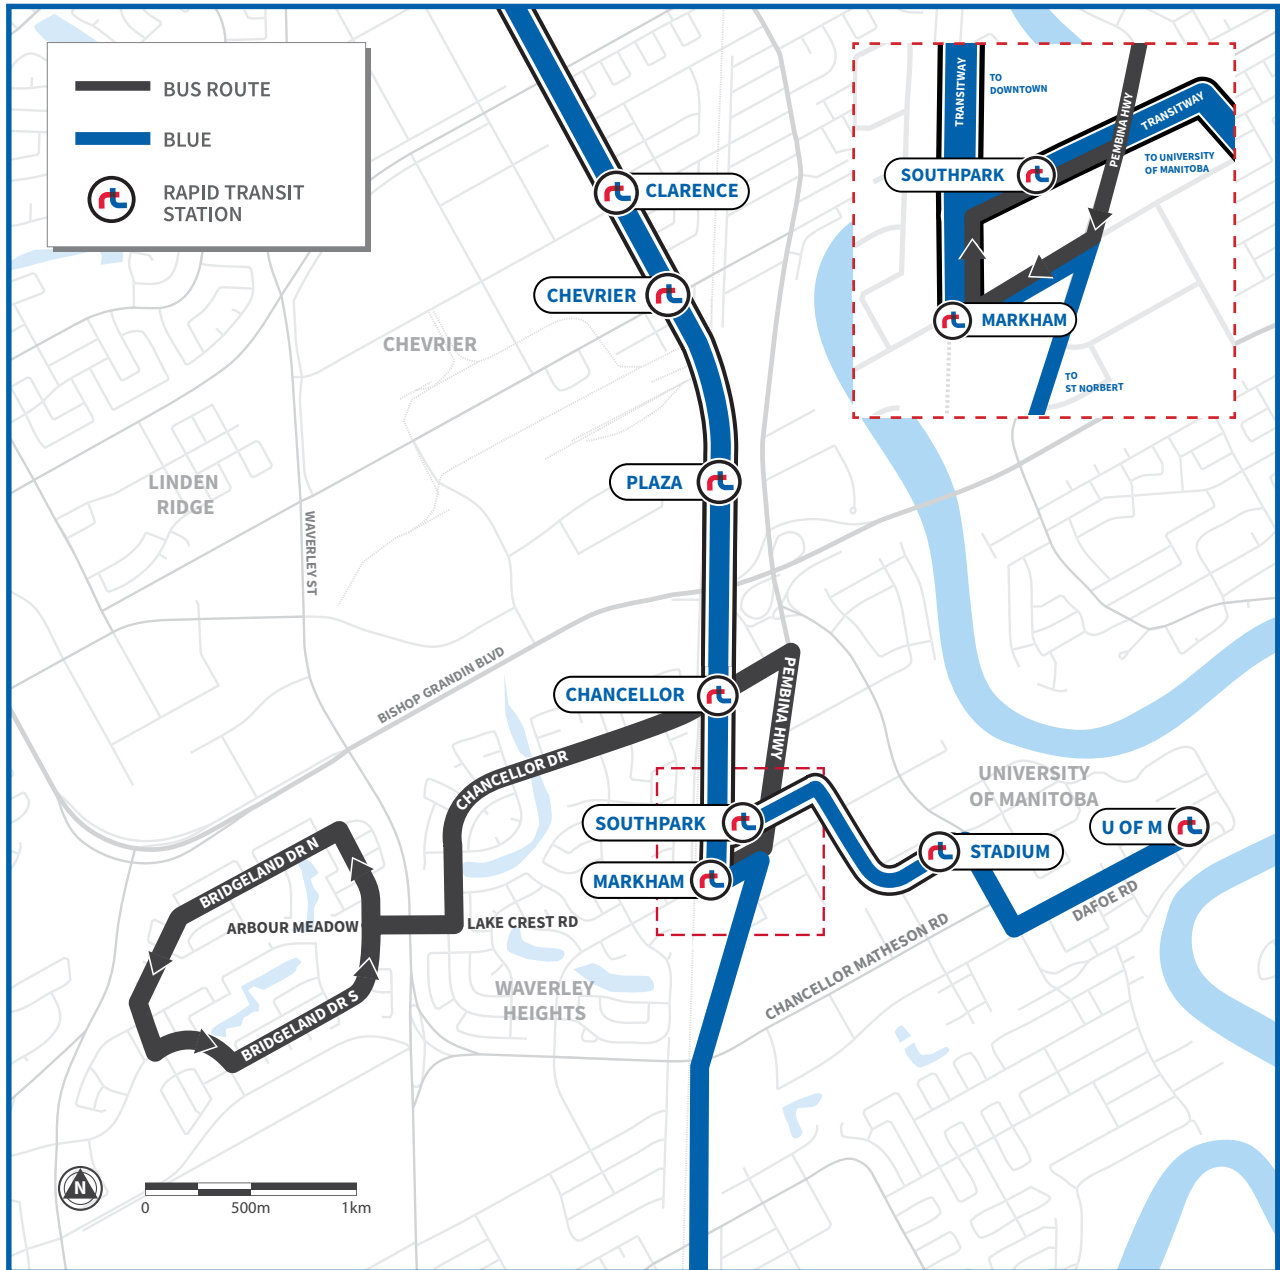 BUS ROUTE
BLUE
RAPID TRANSIT
STATION
TRANSITWAY
TO
DOWNTOWN
PEMBINA HWY
TRANSITWAY
TO UNIVERSITY
OF MANITOBA
SOUTHPARK
MARKHAM
TO
ST NORBERT
CLARENCE
CHEVRIER
CHEVRIER
LINDEN
RIDGE
PLAZA
WAVERLEY ST
BISHOP GRANDIN BLVD
CHANCELLOR
PEMBINA HWY
CHANCELLOR DR
UNIVERSITY
OF MANITOBA
SOUTHPARK
U OF M
STADIUM
MARKHAM
BRIDGELAND DR N
ARBOUR MEADOW
LAKE CREST RD
DAFOE RD
CHANCELLOR MATHESON RD
WAVERLEY
HEIGHTS
BRIDGELAND DR S
N
0 500m 1km